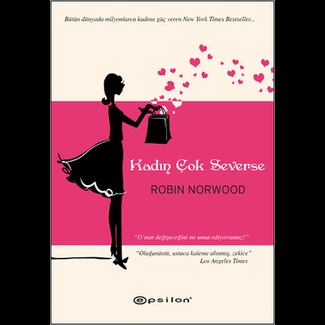 Bütün dünyada milyonlarca kadına güç veren New York Times Bestseller...
Kadın Çok Severse
ROBIN NORWOOD
"O'nun değişeceğini mi umut ediyorsunuz?"
"Olağanüstü, ustaca kaleme alınmış, zekice"
Los Angeles Times
epsilon